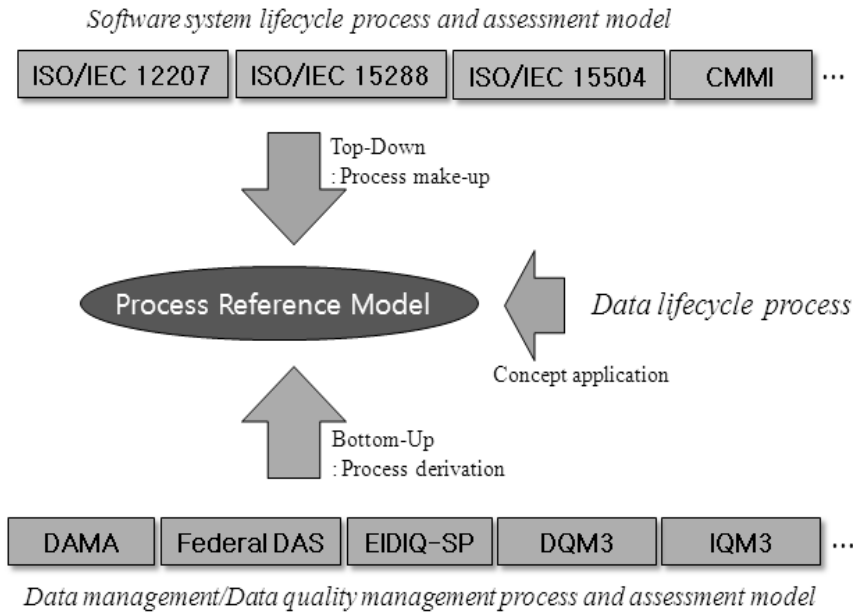 Software system lifecycle process and assessment model
ISO/IEC 12207 ISO/IEC 15288 ISO/IEC 15504 CMMI ...
Top-Down
: Process make-up
Process Reference Model
Data lifecycle process
Concept application
Bottom-Up
: Process derivation
DAMA Federal DAS EIDIQ-SP DQM3 IQM3 ...
Data management/Data quality management process and assessment model